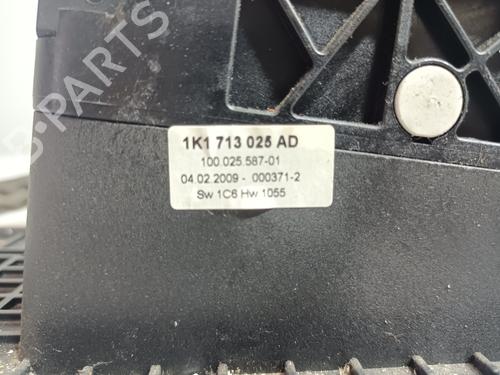 1K1 713 025 AD
100.025.587-01
04.02.2009 - 000371-2
Sw 1C6 Hw 1055
B-PARTS